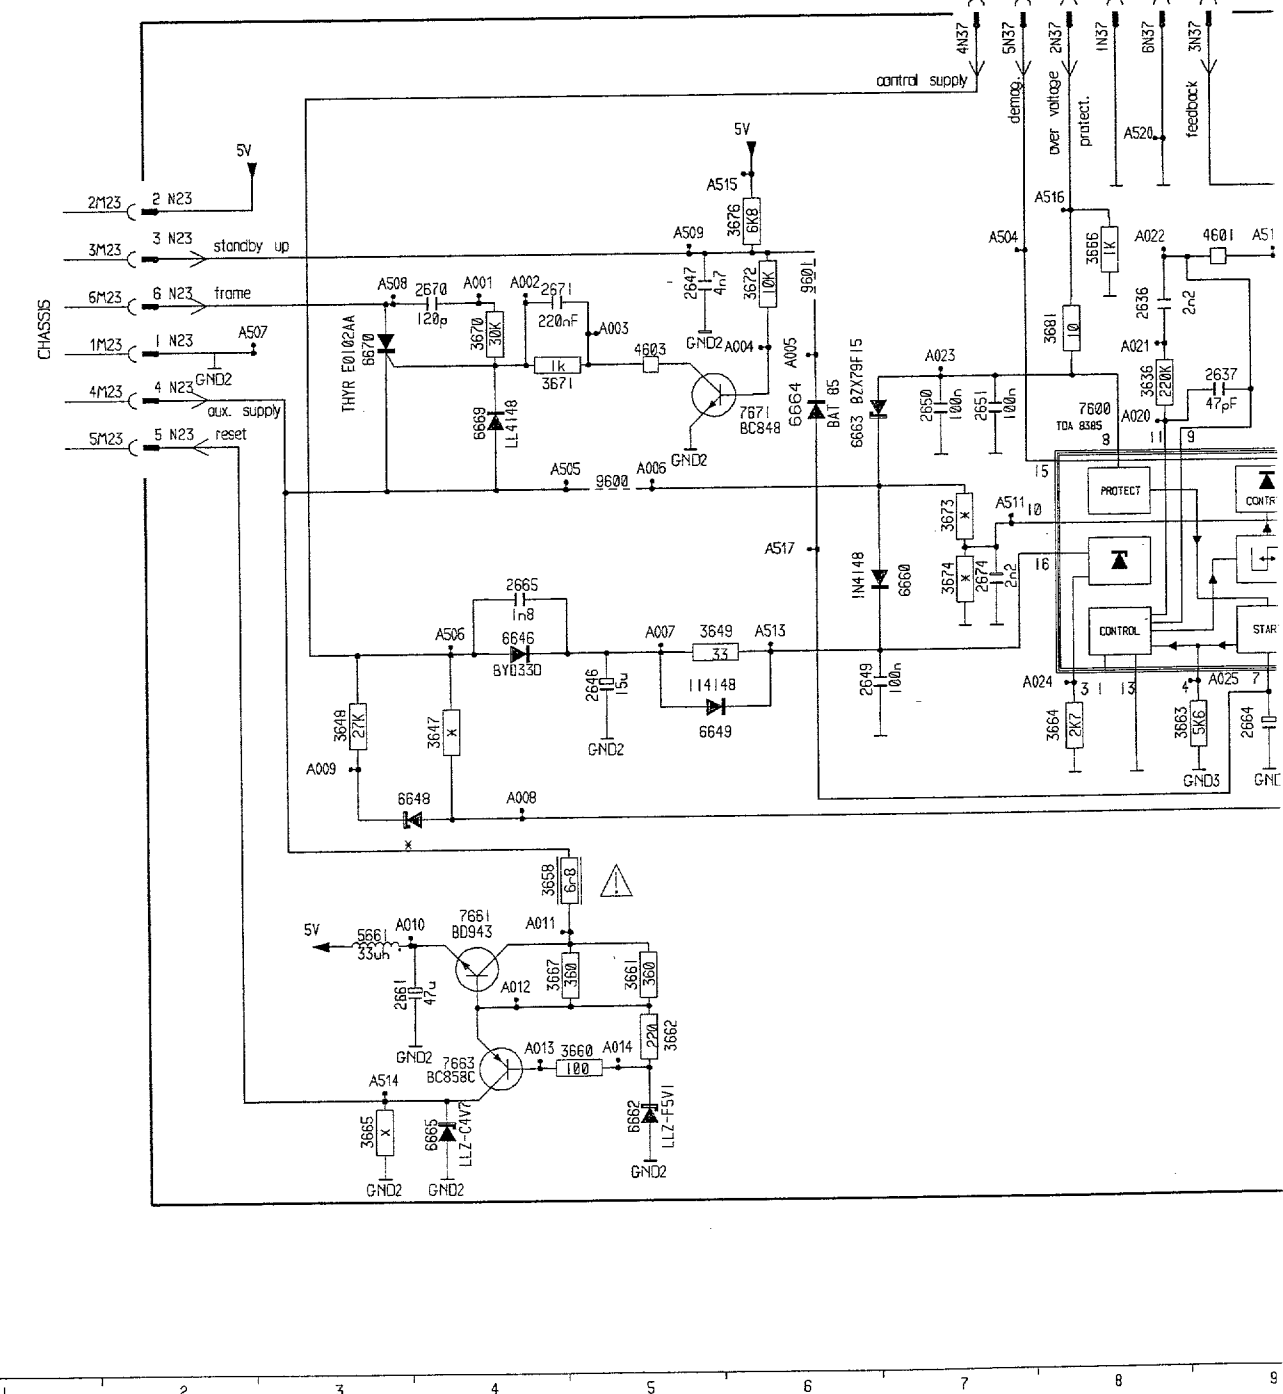 4N37
5N37
2N37
1N37
6N37
3N37
control supply
demag.
over voltage
protect.
feedback
A520
5V
5V
A515
3676
6K8
2M23
2 N23
3M23
3 N23
standby up
6M23
6 N23
frame
1M23
1 N23
A507
GND2
4M23
4 N23
aux. supply
5M23
5 N23
reset
CHASSIS
A509
A516
A504
3666
1K
A022
4601
A51
A508
2670
120p
A001
A002
2671
220nF
A003
3670
30K
THYR E0102AA
6670
1k
3671
4603
2647
4n7
GND2
3672
10K
9601
A004
A005
7671
BC848
GND2
6669
LL4148
6664
BAT 85
6663 BZX79F15
A023
2650
100n
2651
100n
3681
10
2636
2n2
A021
3636
220K
2637
47pF
A020
7600
TDA 8385
8
11
9
15
A505
9600
A006
PROTECT
CONTR
3673
*
A511
10
3674
*
2674
2n2
16
A517
1N4148
6660
CONTROL
STAR
2665
1n8
A506
6646
BYD33D
A007
3649
33
A513
2646
15u
GND2
114148
6649
2649
100n
A024
3
1
13
4
A025
7
3664
2K7
3663
5K6
GND3
2664
GND
3648
27K
3647
*
A009
6648
*
A008
3658
6r8
5V
5661
33uh
A010
7661
BD943
A011
3667
360
3661
360
2661
47u
GND2
A012
220
3662
7663
BC858C
A013
3660
100
A014
A514
3665
x
GND2
6665
LLZ-C4V7
GND2
6662
LLZ-F5V1
GND2
1
2
3
4
5
6
7
8
9